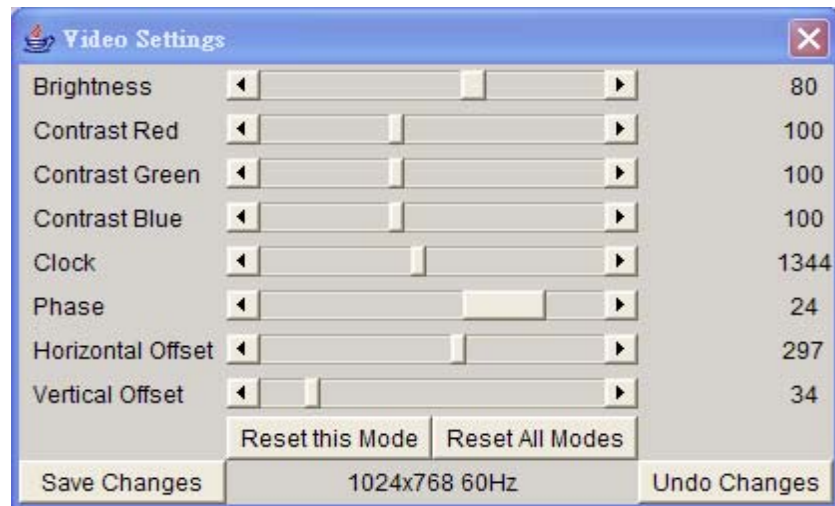 Video Settings
Brightness 80
Contrast Red 100
Contrast Green 100
Contrast Blue 100
Clock 1344
Phase 24
Horizontal Offset 297
Vertical Offset 34
Reset this Mode Reset All Modes
Save Changes 1024x768 60Hz Undo Changes